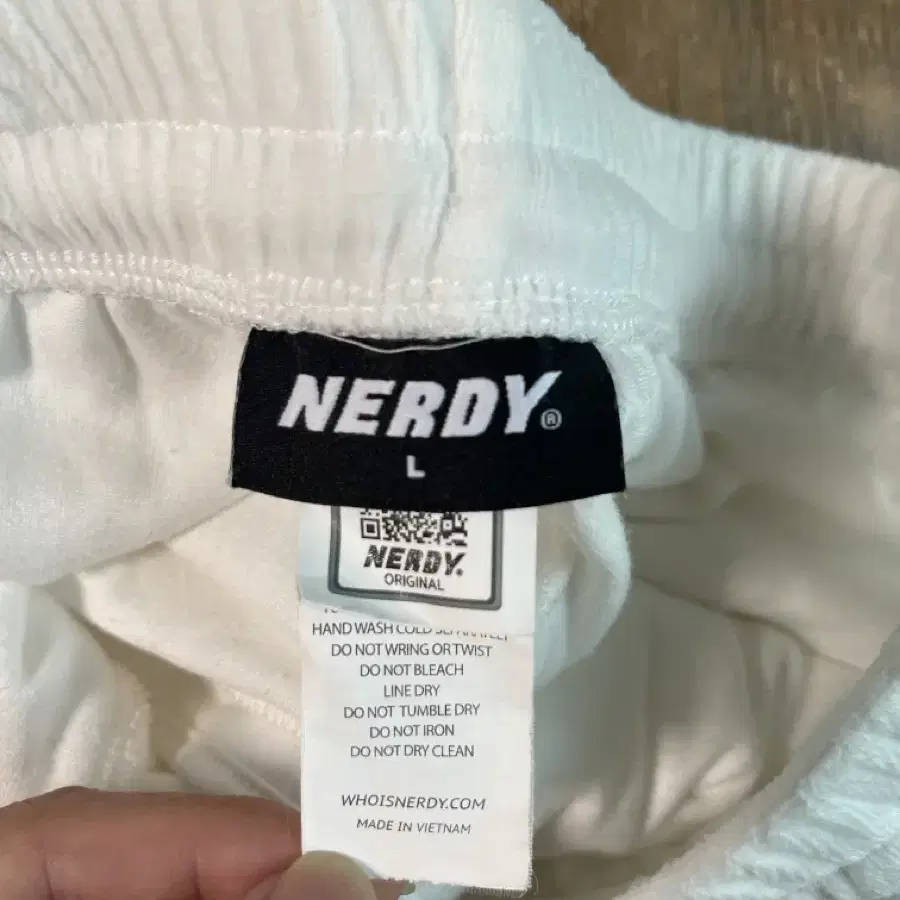 NERDY®
L
NERDY.
ORIGINAL
HAND WASH COLD SEPARATELY
DO NOT WRING OR TWIST
DO NOT BLEACH
LINE DRY
DO NOT TUMBLE DRY
DO NOT IRON
DO NOT DRY CLEAN
WHOISNERDY.COM
MADE IN VIETNAM